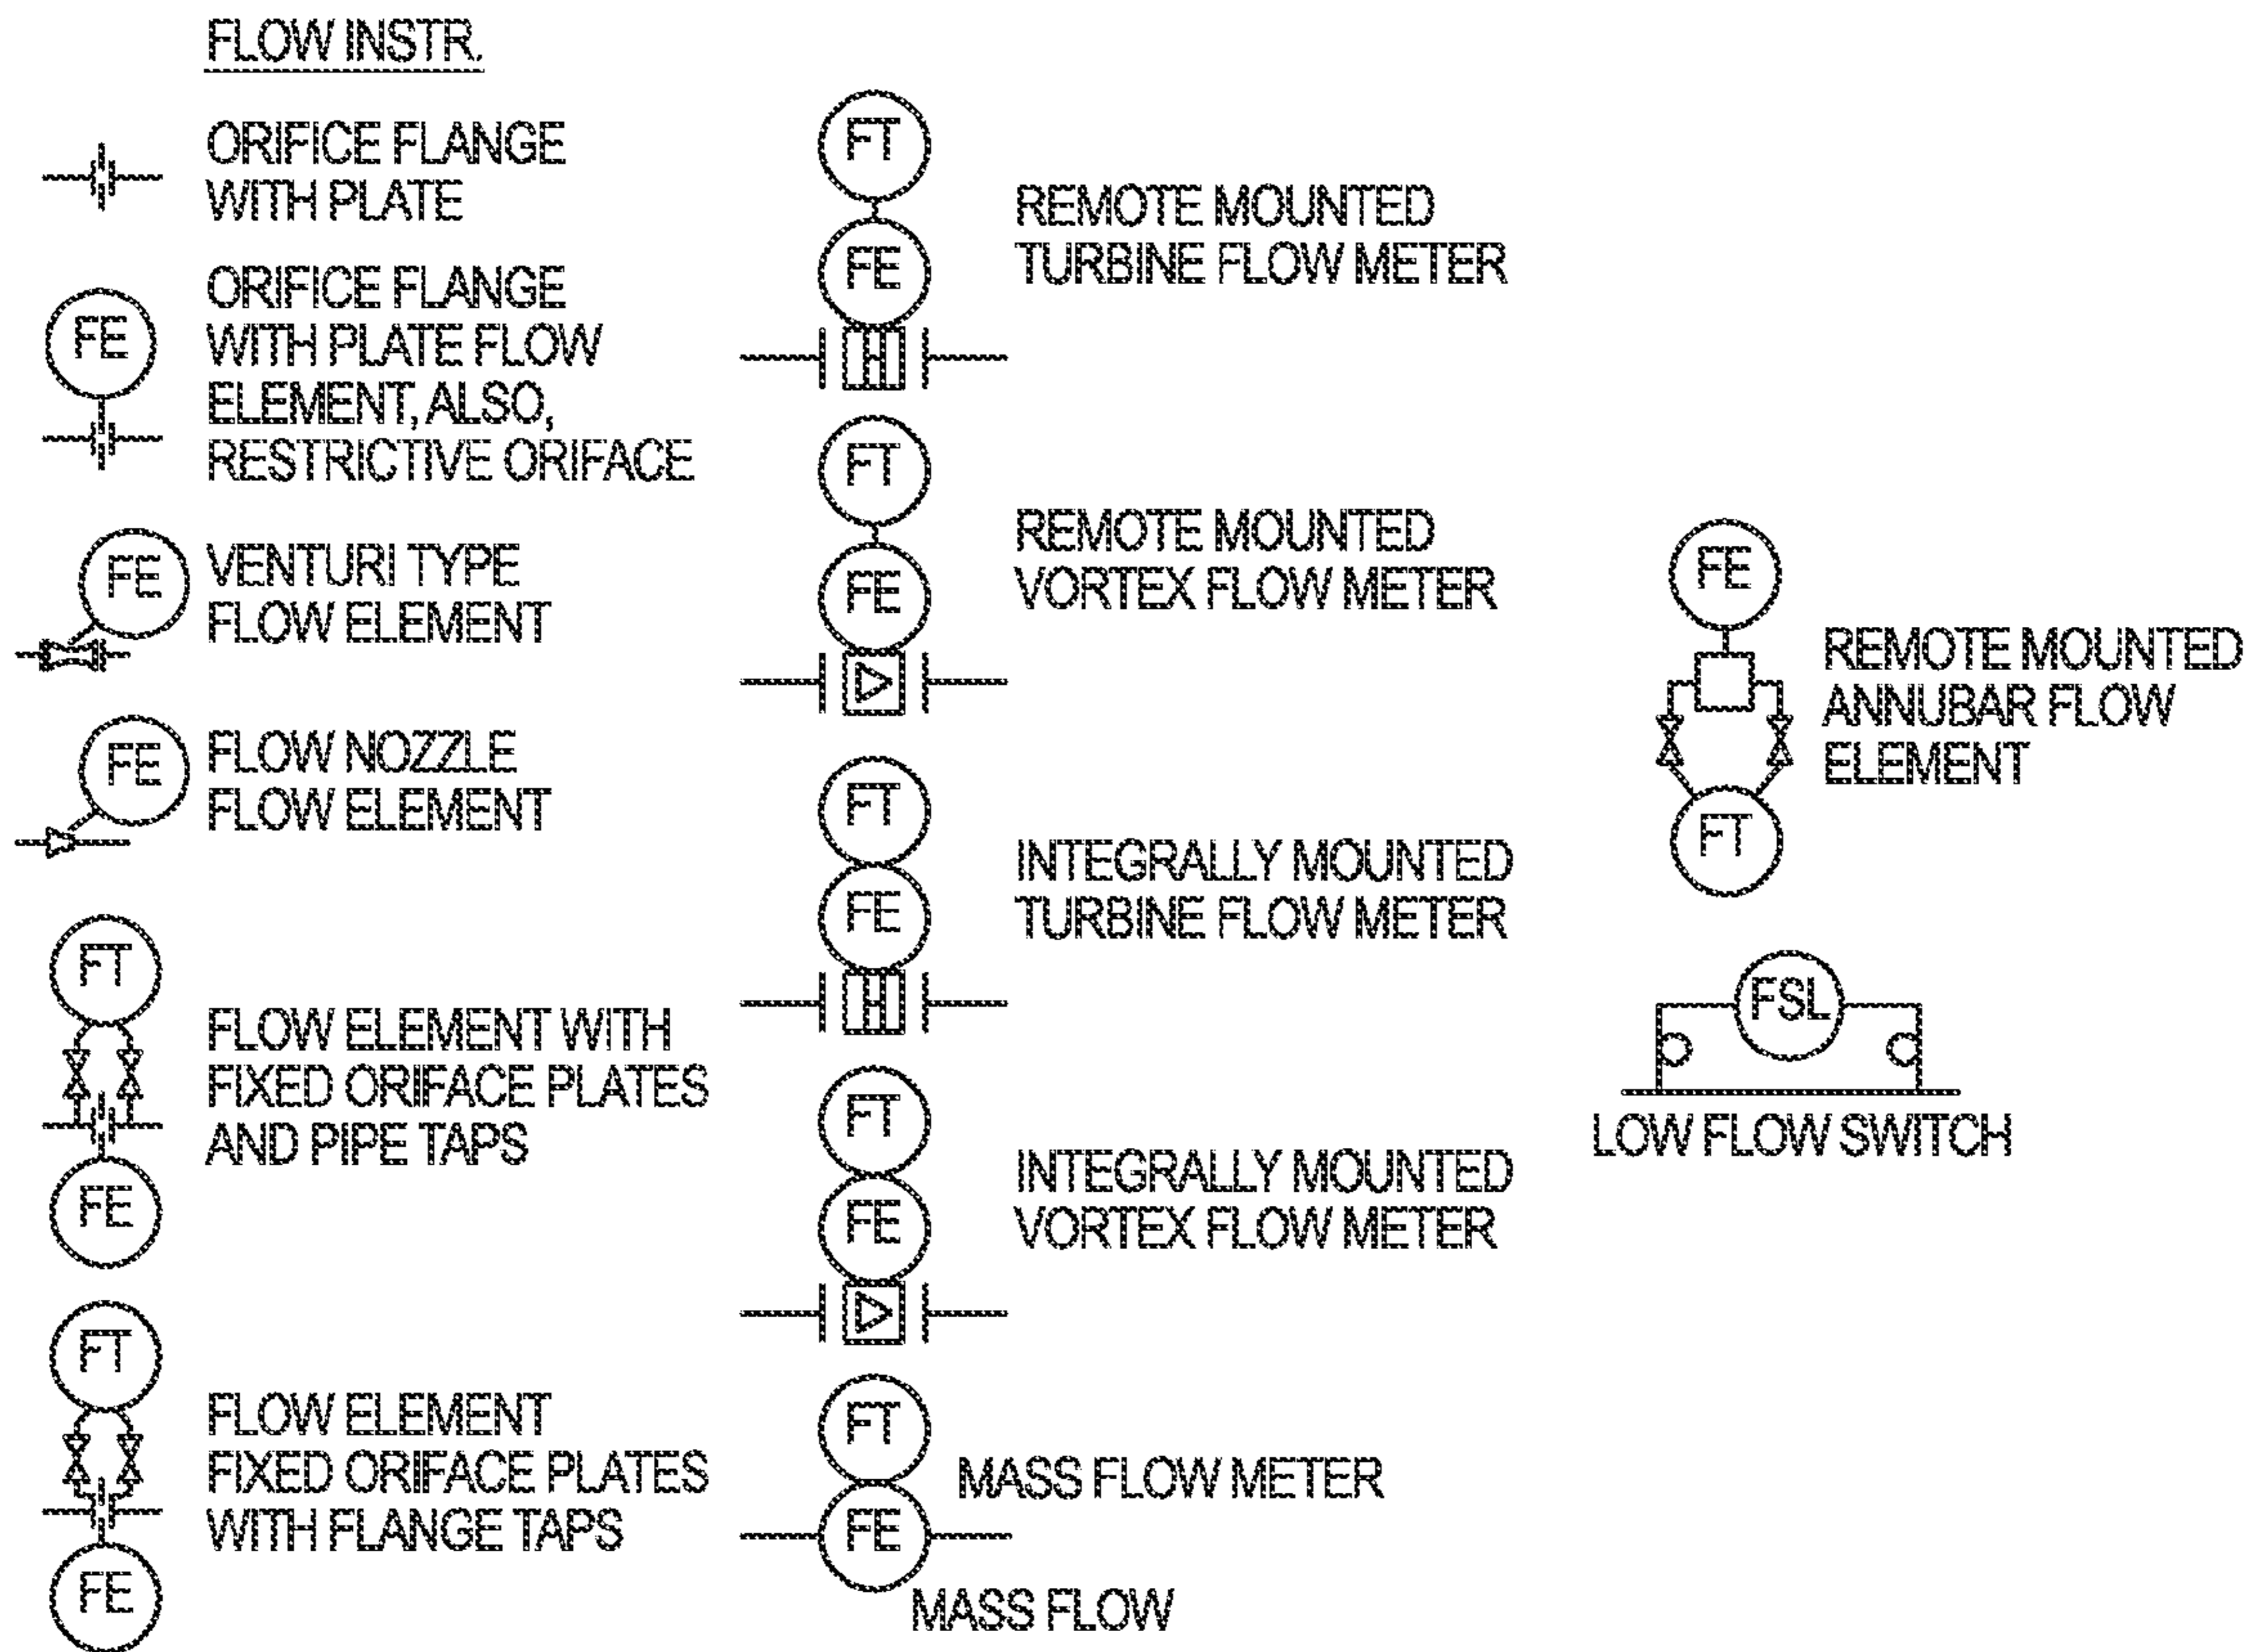 FLOW INSTR.
ORIFICE FLANGE
WITH PLATE
FE
ORIFICE FLANGE
WITH PLATE FLOW
ELEMENT, ALSO,
RESTRICTIVE ORIFACE
FE
VENTURI TYPE
FLOW ELEMENT
FE
FLOW NOZZLE
FLOW ELEMENT
FT
FLOW ELEMENT WITH
FIXED ORIFACE PLATES
AND PIPE TAPS
FE
FT
FLOW ELEMENT
FIXED ORIFACE PLATES
WITH FLANGE TAPS
FE
FT
FE
REMOTE MOUNTED
TURBINE FLOW METER
FT
FE
REMOTE MOUNTED
VORTEX FLOW METER
FT
FE
INTEGRALLY MOUNTED
TURBINE FLOW METER
FT
FE
INTEGRALLY MOUNTED
VORTEX FLOW METER
FT
MASS FLOW METER
FE
MASS FLOW
FE
REMOTE MOUNTED
ANNUBAR FLOW
ELEMENT
FT
FSL
LOW FLOW SWITCH